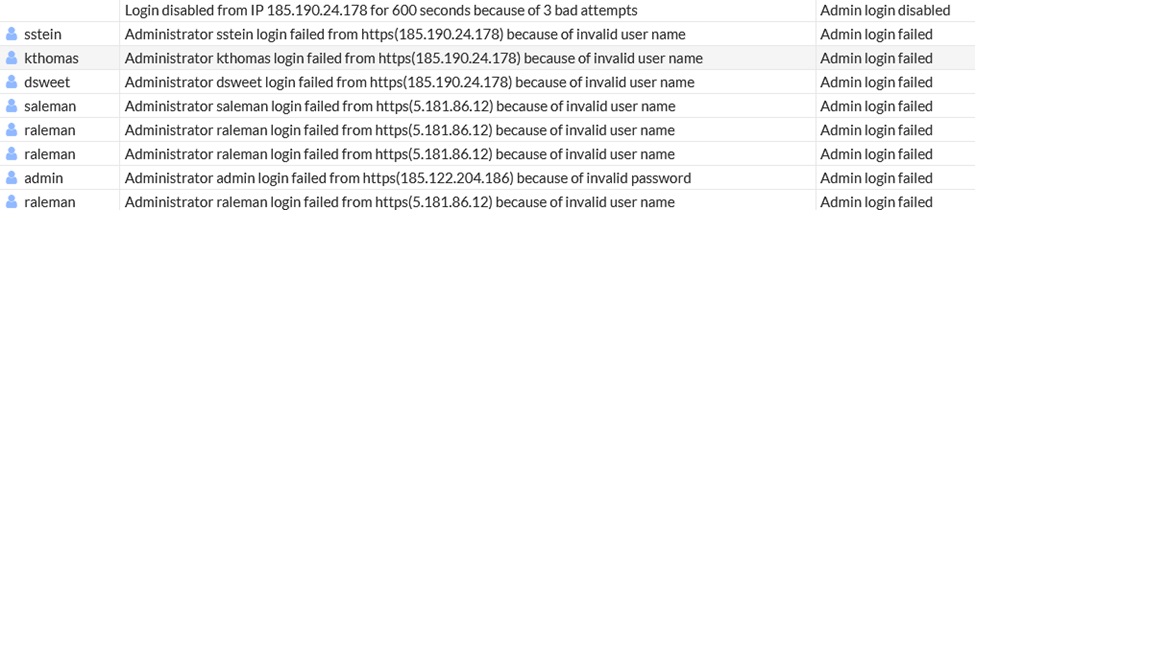 Login disabled from IP 185.190.24.178 for 600 seconds because of 3 bad attempts Admin login disabled
sstein Administrator sstein login failed from https(185.190.24.178) because of invalid user name Admin login failed
kthomas Administrator kthomas login failed from https(185.190.24.178) because of invalid user name Admin login failed
dsweet Administrator dsweet login failed from https(185.190.24.178) because of invalid user name Admin login failed
saleman Administrator saleman login failed from https(5.181.86.12) because of invalid user name Admin login failed
raleman Administrator raleman login failed from https(5.181.86.12) because of invalid user name Admin login failed
raleman Administrator raleman login failed from https(5.181.86.12) because of invalid user name Admin login failed
admin Administrator admin login failed from https(185.122.204.186) because of invalid password Admin login failed
raleman Administrator raleman login failed from https(5.181.86.12) because of invalid user name Admin login failed